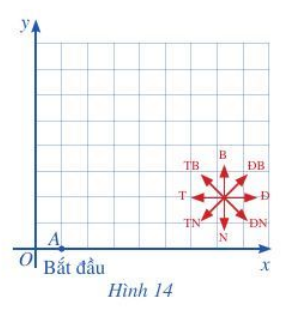 y
B
TB ĐB
T Đ
TN ĐN
N
A
O Bắt đầu x
Hình 14